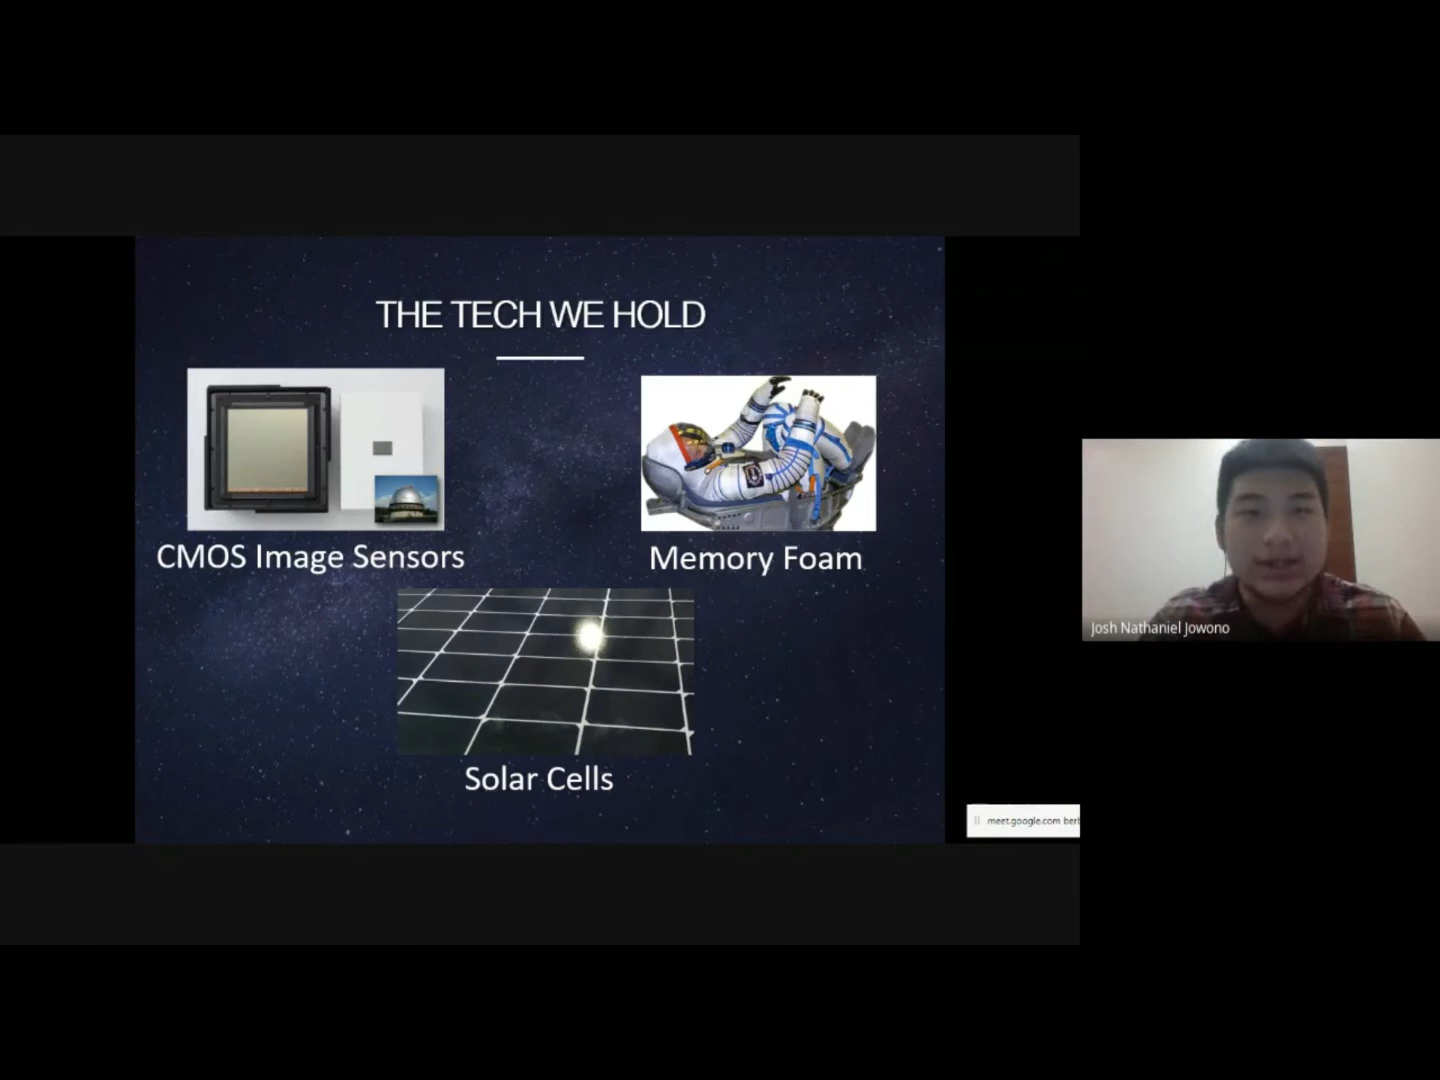 THE TECH WE HOLD
CMOS Image Sensors
Memory Foam
Solar Cells
Josh Nathaniel Jowono
meet.google.com